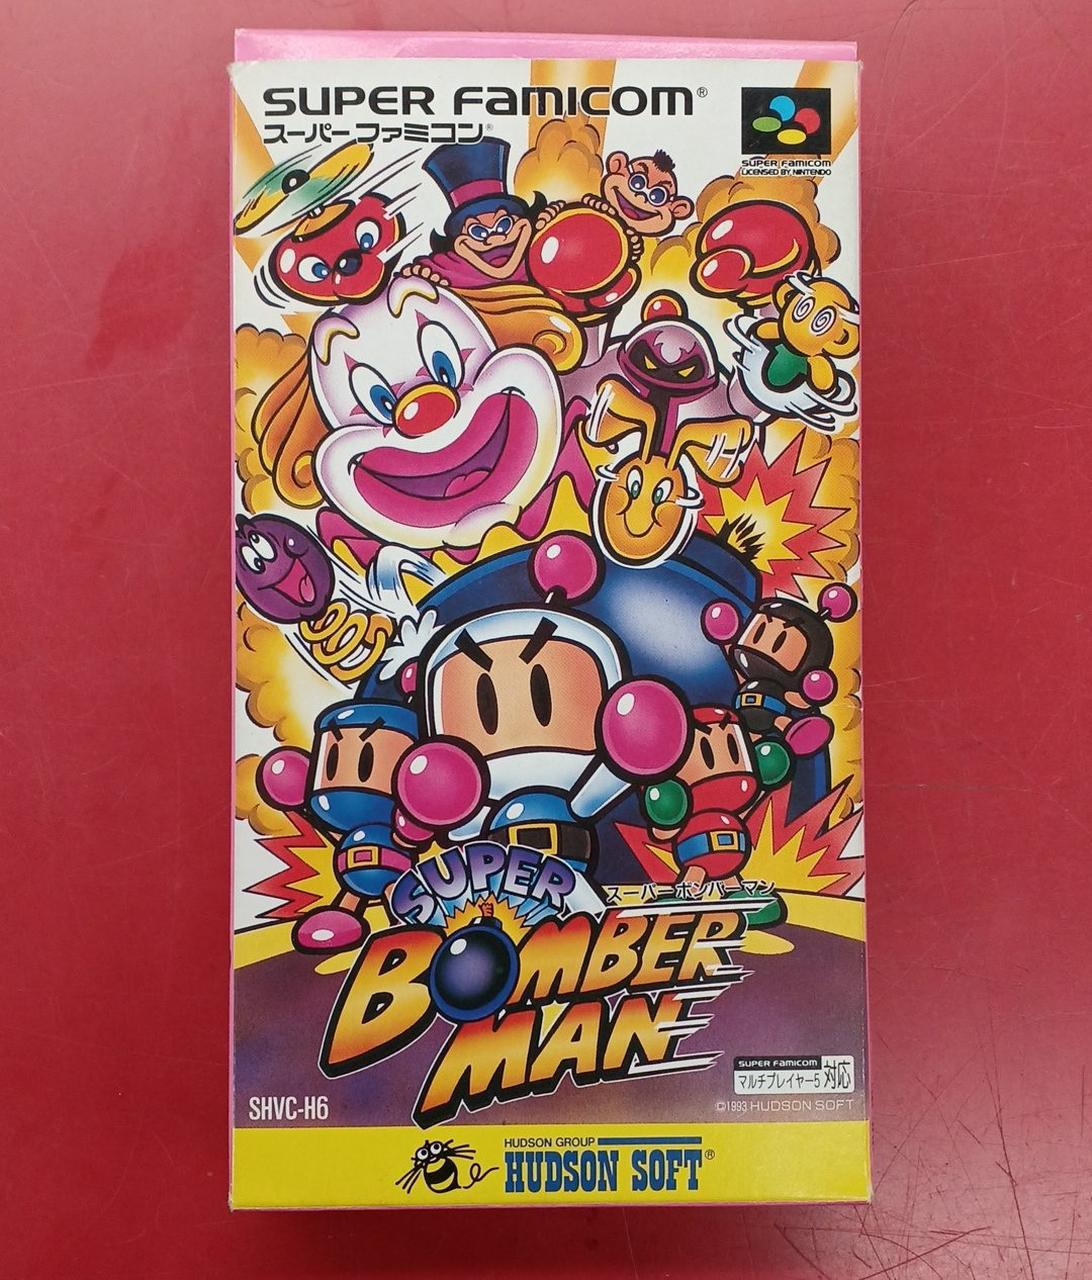 SUPER FAMICOM®
スーパーファミコン®
SUPER FAMICOM
LICENSED BY NINTENDO
SUPER
スーパーボンバーマン
BOMBER
MAN
SUPER FAMICOM
マルチプレイヤー5 対応
SHVC-H6
©1993 HUDSON SOFT
HUDSON GROUP
HUDSON SOFT®